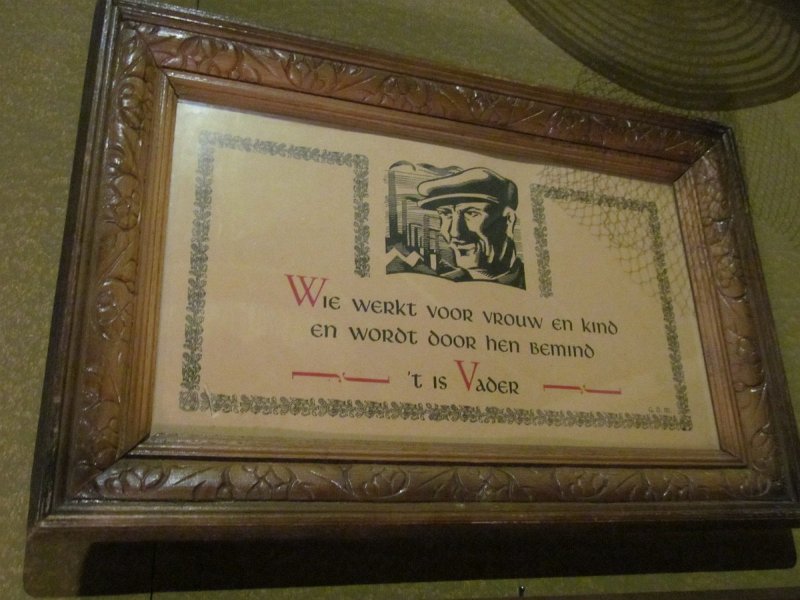 Wie werkt voor vrouw en kind
en wordt door hen bemind
't is Vader